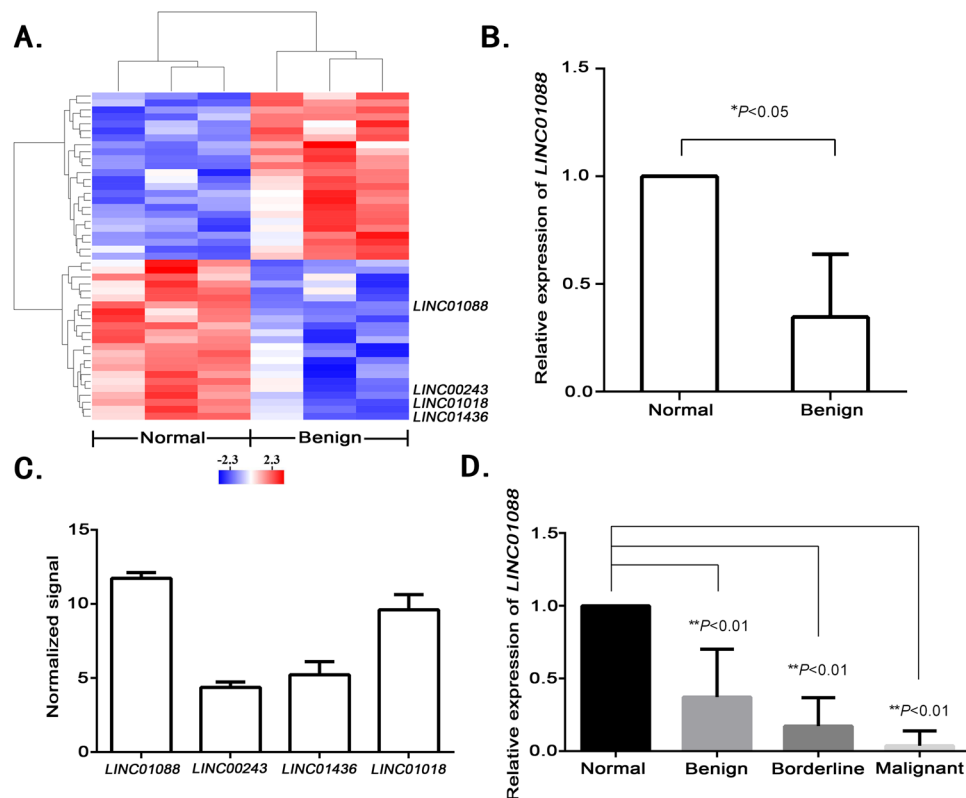 A.
LINC01088
LINC00243
LINC01018
LINC01436
Normal Benign
-2.3 2.3
B.
Relative expression of LINC01088
1.5
1.0
0.5
0.0
*P<0.05
Normal Benign
C.
Normalized signal
15
10
5
0
LINC01088 LINC00243 LINC01436 LINC01018
D.
Relative expression of LINC01088
1.5
1.0
0.5
0.0
**P<0.01
**P<0.01
**P<0.01
Normal Benign Borderline Malignant